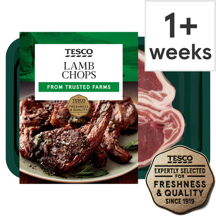 1+
weeks
TESCO
LAMB
CHOPS
FROM TRUSTED FARMS
TESCO
EXPERTLY SELECTED
FOR
FRESHNESS
& QUALITY
SINCE 1919